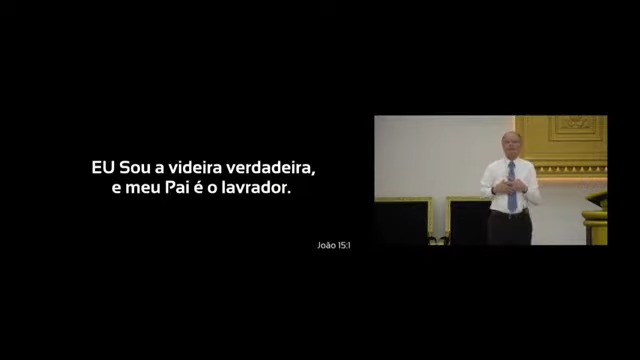 EU Sou a videira verdadeira,
e meu Pai é o lavrador.
João 15:1